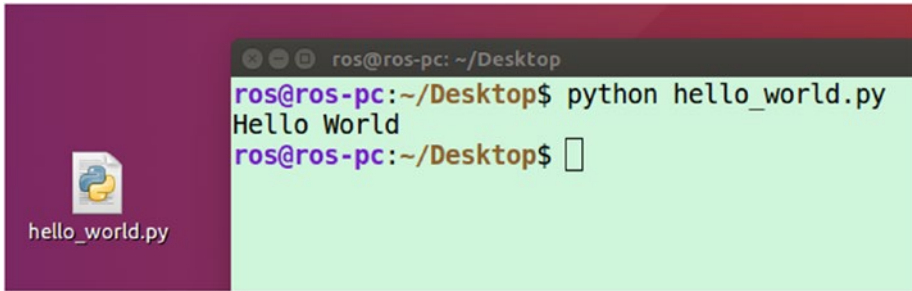 ros@ros-pc: ~/Desktop
ros@ros-pc:~/Desktop$ python hello_world.py
Hello World
ros@ros-pc:~/Desktop$
hello_world.py